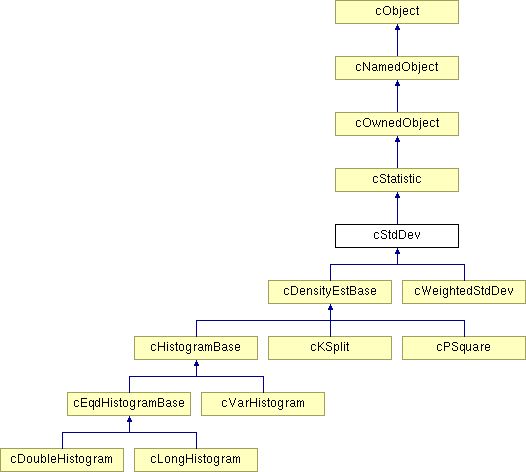 cObject
cNamedObject
cOwnedObject
cStatistic
cStdDev
cDensityEstBase
cWeightedStdDev
cHistogramBase
cKSplit
cPSquare
cEqdHistogramBase
cVarHistogram
cDoubleHistogram
cLongHistogram